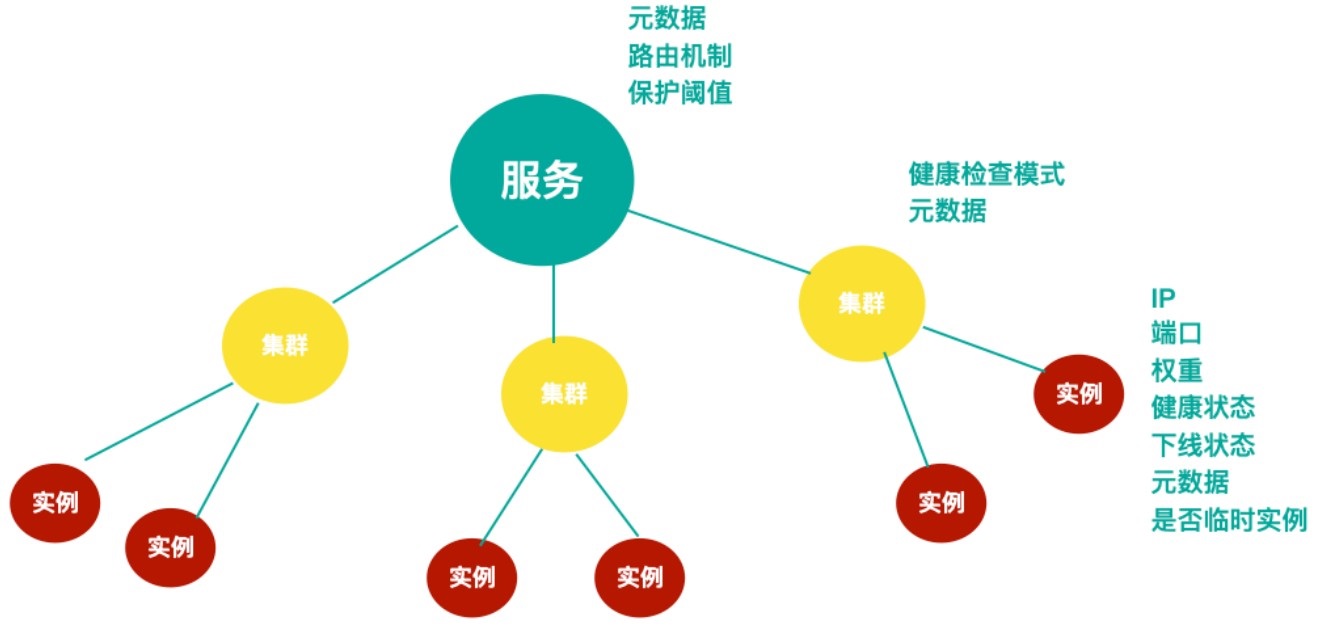 元数据
路由机制
保护阈值
服务
健康检查模式
元数据
集群
集群
集群
IP
端口
权重
健康状态
下线状态
元数据
是否临时实例
实例
实例
实例
实例
实例
实例